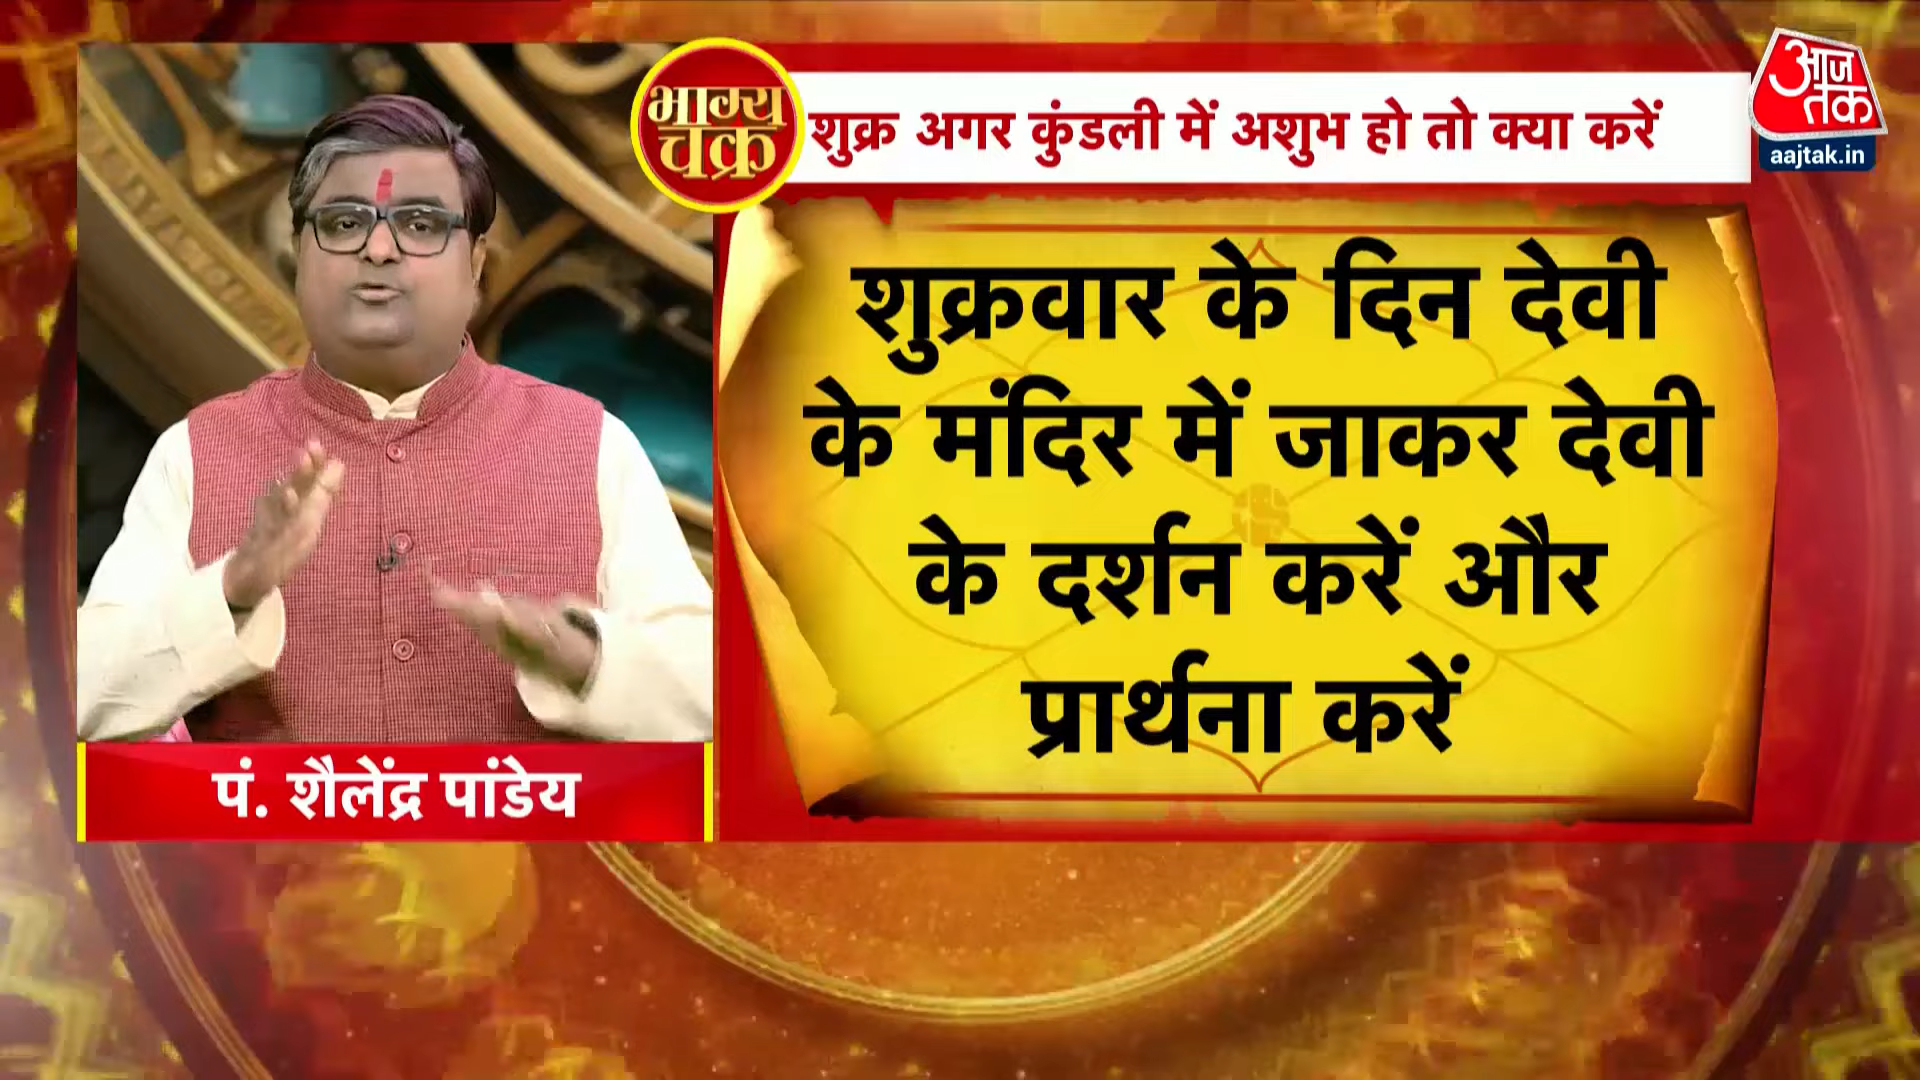 भाग्य
चक्र
शुक्र अगर कुंडली में अशुभ हो तो क्या करें
आज
तक
aajtak.in
शुक्रवार के दिन देवी
के मंदिर में जाकर देवी
के दर्शन करें और
प्रार्थना करें
पं. शैलेंद्र पांडेय